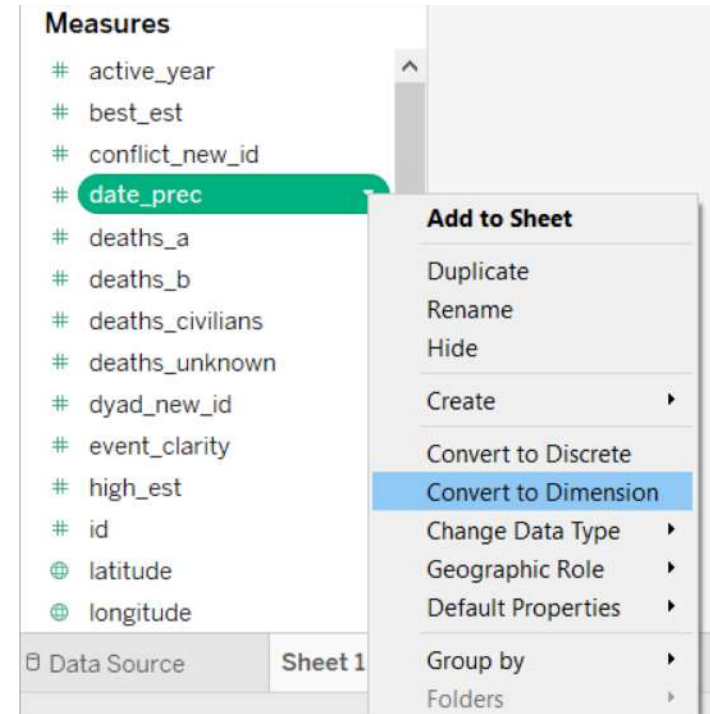 Measures
# active_year
# best_est
# conflict_new_id
# date_prec
# deaths_a
# deaths_b
# deaths_civilians
# deaths_unknown
# dyad_new_id
# event_clarity
# high_est
# id
latitude
longitude
Data Source Sheet 1
Add to Sheet
Duplicate
Rename
Hide
Create
Convert to Discrete
Convert to Dimension
Change Data Type
Geographic Role
Default Properties
Group by
Folders